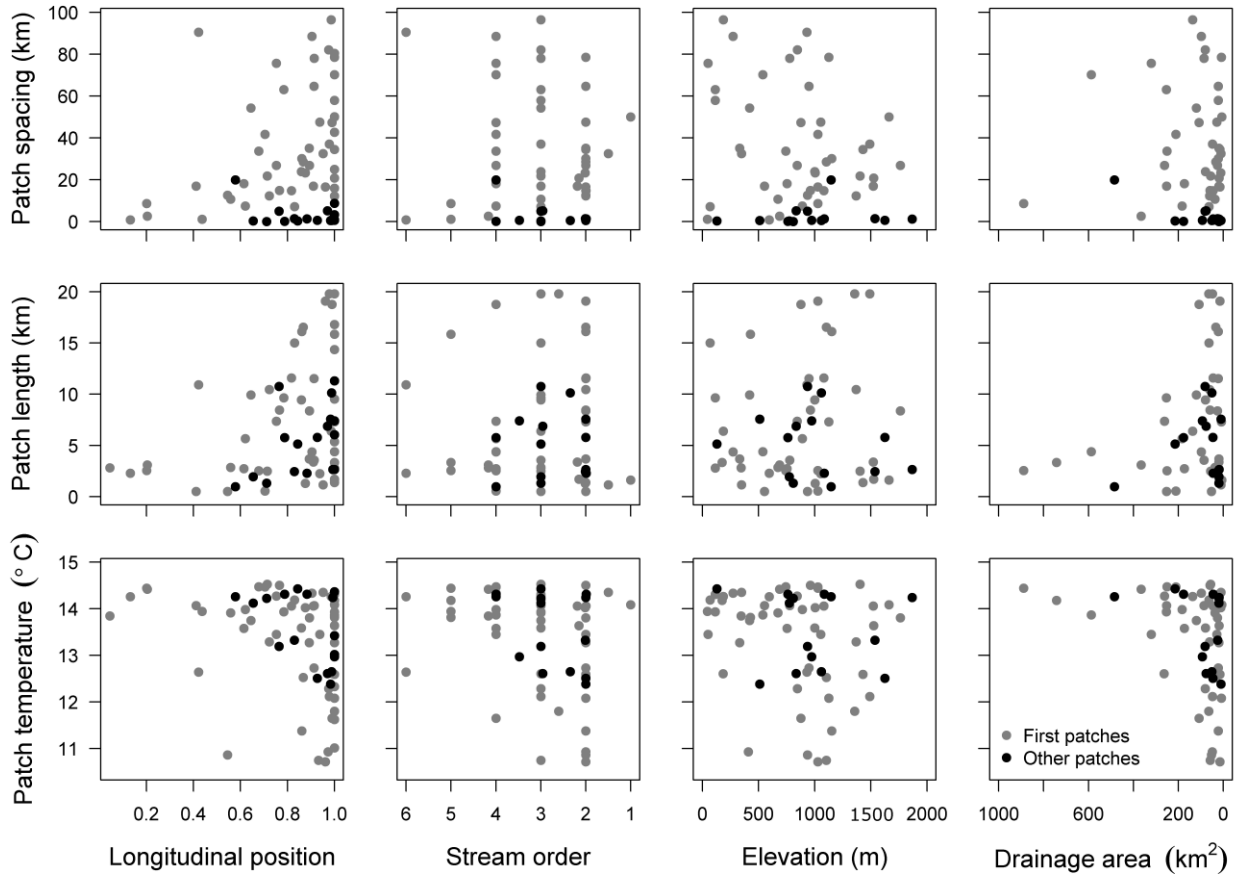 Patch spacing (km)
100
80
60
40
20
0
Patch length (km)
20
15
10
5
0
Patch temperature (° C)
15
14
13
12
11
First patches
Other patches
0.2 0.4 0.6 0.8 1.0
6 5 4 3 2 1
0 500 1000 1500 2000
1000 600 200 0
Longitudinal position
Stream order
Elevation (m)
Drainage area (km²)